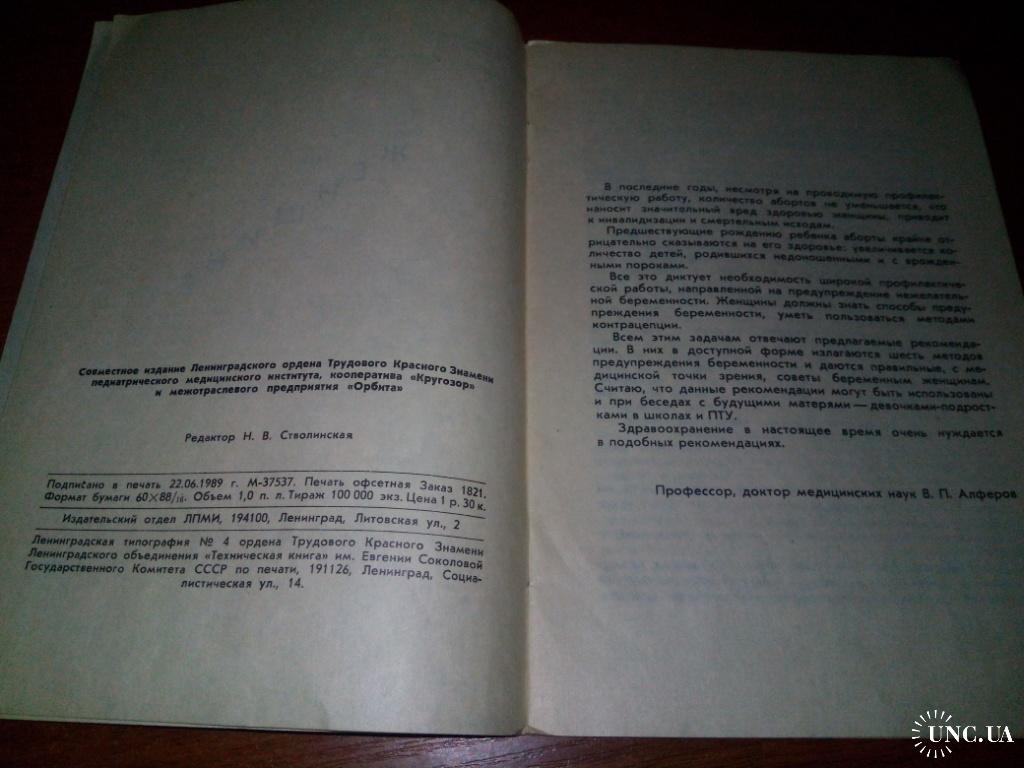 Совместное издание Ленинградского ордена Трудового Красного Знамени
педиатрического медицинского института, кооператива «Кругозор»
и межотраслевого предприятия «Орбита»
Редактор Н. В. Стволинская
Подписано в печать 22.06.1989 г. М-37537. Печать офсетная Заказ 1821.
Формат бумаги 60×88/16. Объем 1,0 п. л. Тираж 100 000 экз. Цена 1 р. 30 к.
Издательский отдел ЛПМИ, 194100, Ленинград, Литовская ул., 2
Ленинградская типография № 4 ордена Трудового Красного Знамени
Ленинградского объединения «Техническая книга» им. Евгении Соколовой
Государственного Комитета СССР по печати, 191126, Ленинград, Социа-
листическая ул., 14.
В последние годы, несмотря на проводимую профилак-
тическую работу, количество абортов не уменьшается, что
наносит значительный вред здоровью женщины, приводит
к инвалидизации и смертельным исходам.
Предшествующие рождению ребенка аборты крайне от-
рицательно сказываются на его здоровье: увеличивается ко-
личество детей, родившихся недоношенными и с врожден-
ными пороками.
Все это диктует необходимость широкой профилактиче-
ской работы, направленной на предупреждение нежелатель-
ной беременности. Женщины должны знать способы преду-
преждения беременности, уметь пользоваться методами
контрацепции.
Всем этим задачам отвечают предлагаемые рекоменда-
ции. В них в доступной форме излагаются шесть методов
предупреждения беременности и даются правильные, с ме-
дицинской точки зрения, советы беременным женщинам.
Считаю, что данные рекомендации могут быть использованы
и при беседах с будущими матерями — девочками-подрост-
ками в школах и ПТУ.
Здравоохранение в настоящее время очень нуждается
в подобных рекомендациях.
Профессор, доктор медицинских наук В. П. Алферов
UNC.UA